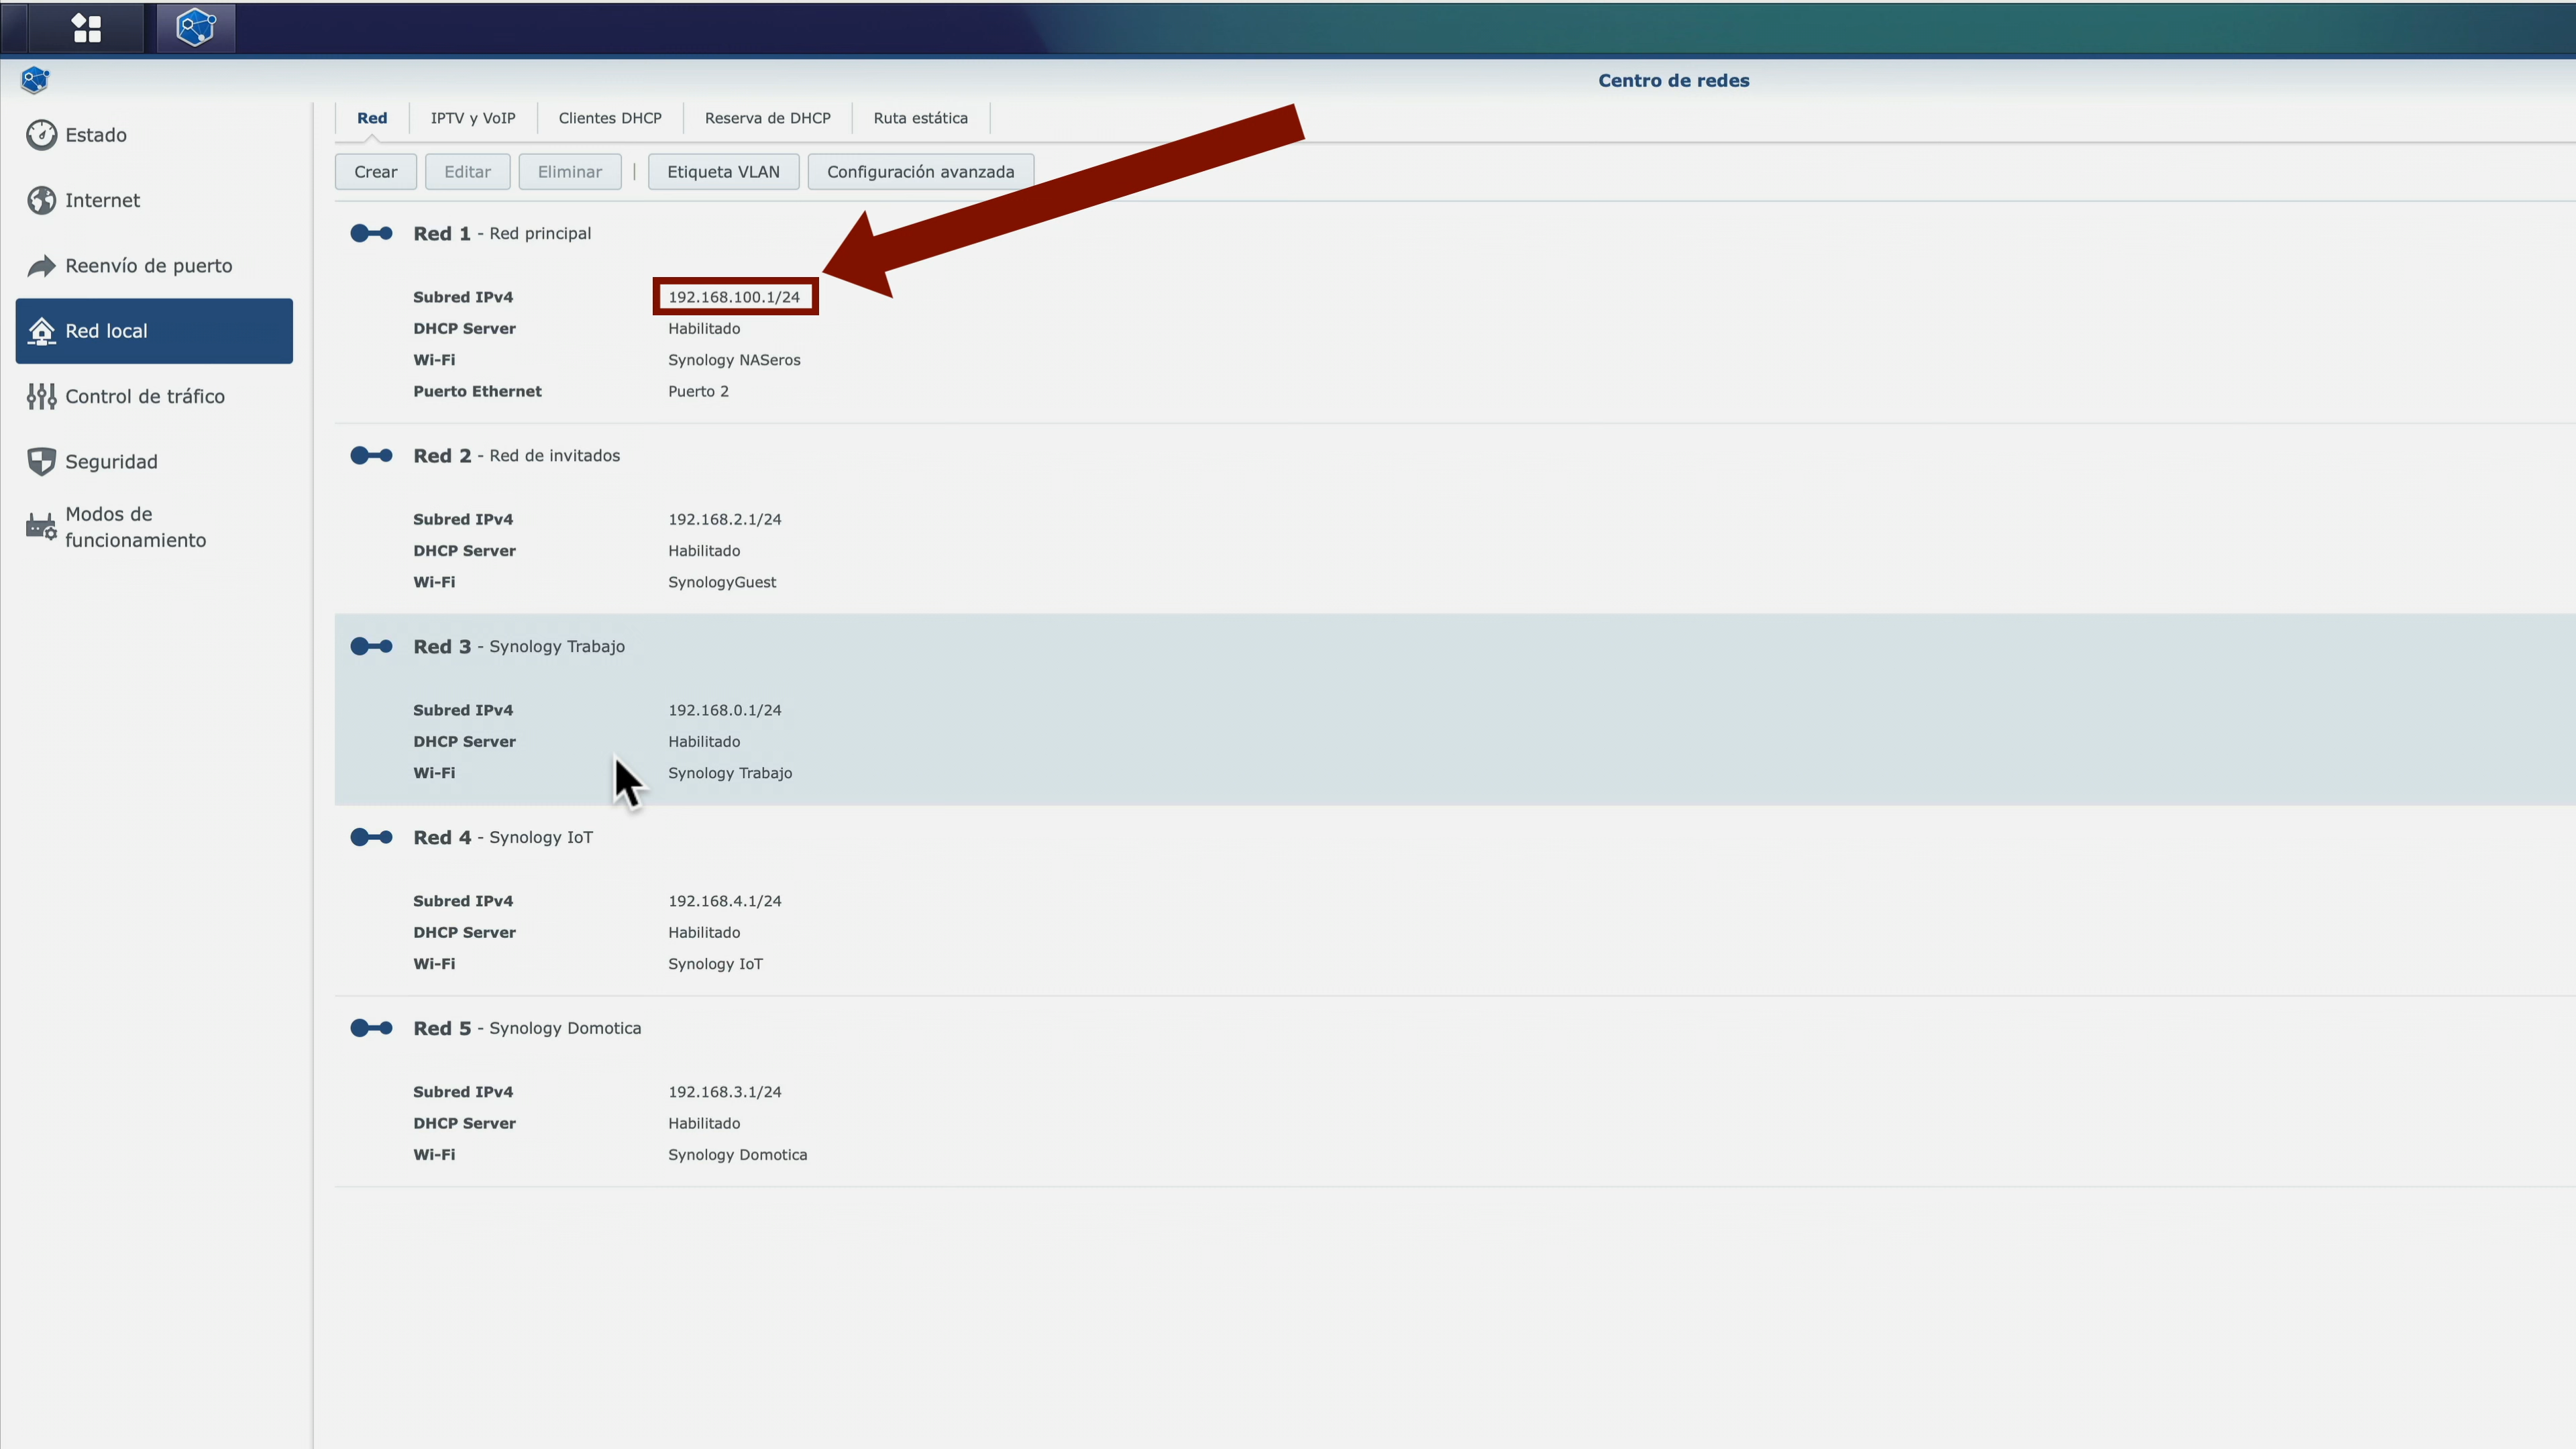 Centro de redes
Estado
Internet
Reenvío de puerto
Red local
Control de tráfico
Seguridad
Modos de
funcionamiento
Red IPTV y VoIP Clientes DHCP Reserva de DHCP Ruta estática
Crear Editar Eliminar | Etiqueta VLAN Configuración avanzada
Red 1 - Red principal
Subred IPv4 192.168.100.1/24
DHCP Server Habilitado
Wi-Fi Synology NASeros
Puerto Ethernet Puerto 2
Red 2 - Red de invitados
Subred IPv4 192.168.2.1/24
DHCP Server Habilitado
Wi-Fi SynologyGuest
Red 3 - Synology Trabajo
Subred IPv4 192.168.0.1/24
DHCP Server Habilitado
Wi-Fi Synology Trabajo
Red 4 - Synology IoT
Subred IPv4 192.168.4.1/24
DHCP Server Habilitado
Wi-Fi Synology IoT
Red 5 - Synology Domotica
Subred IPv4 192.168.3.1/24
DHCP Server Habilitado
Wi-Fi Synology Domotica